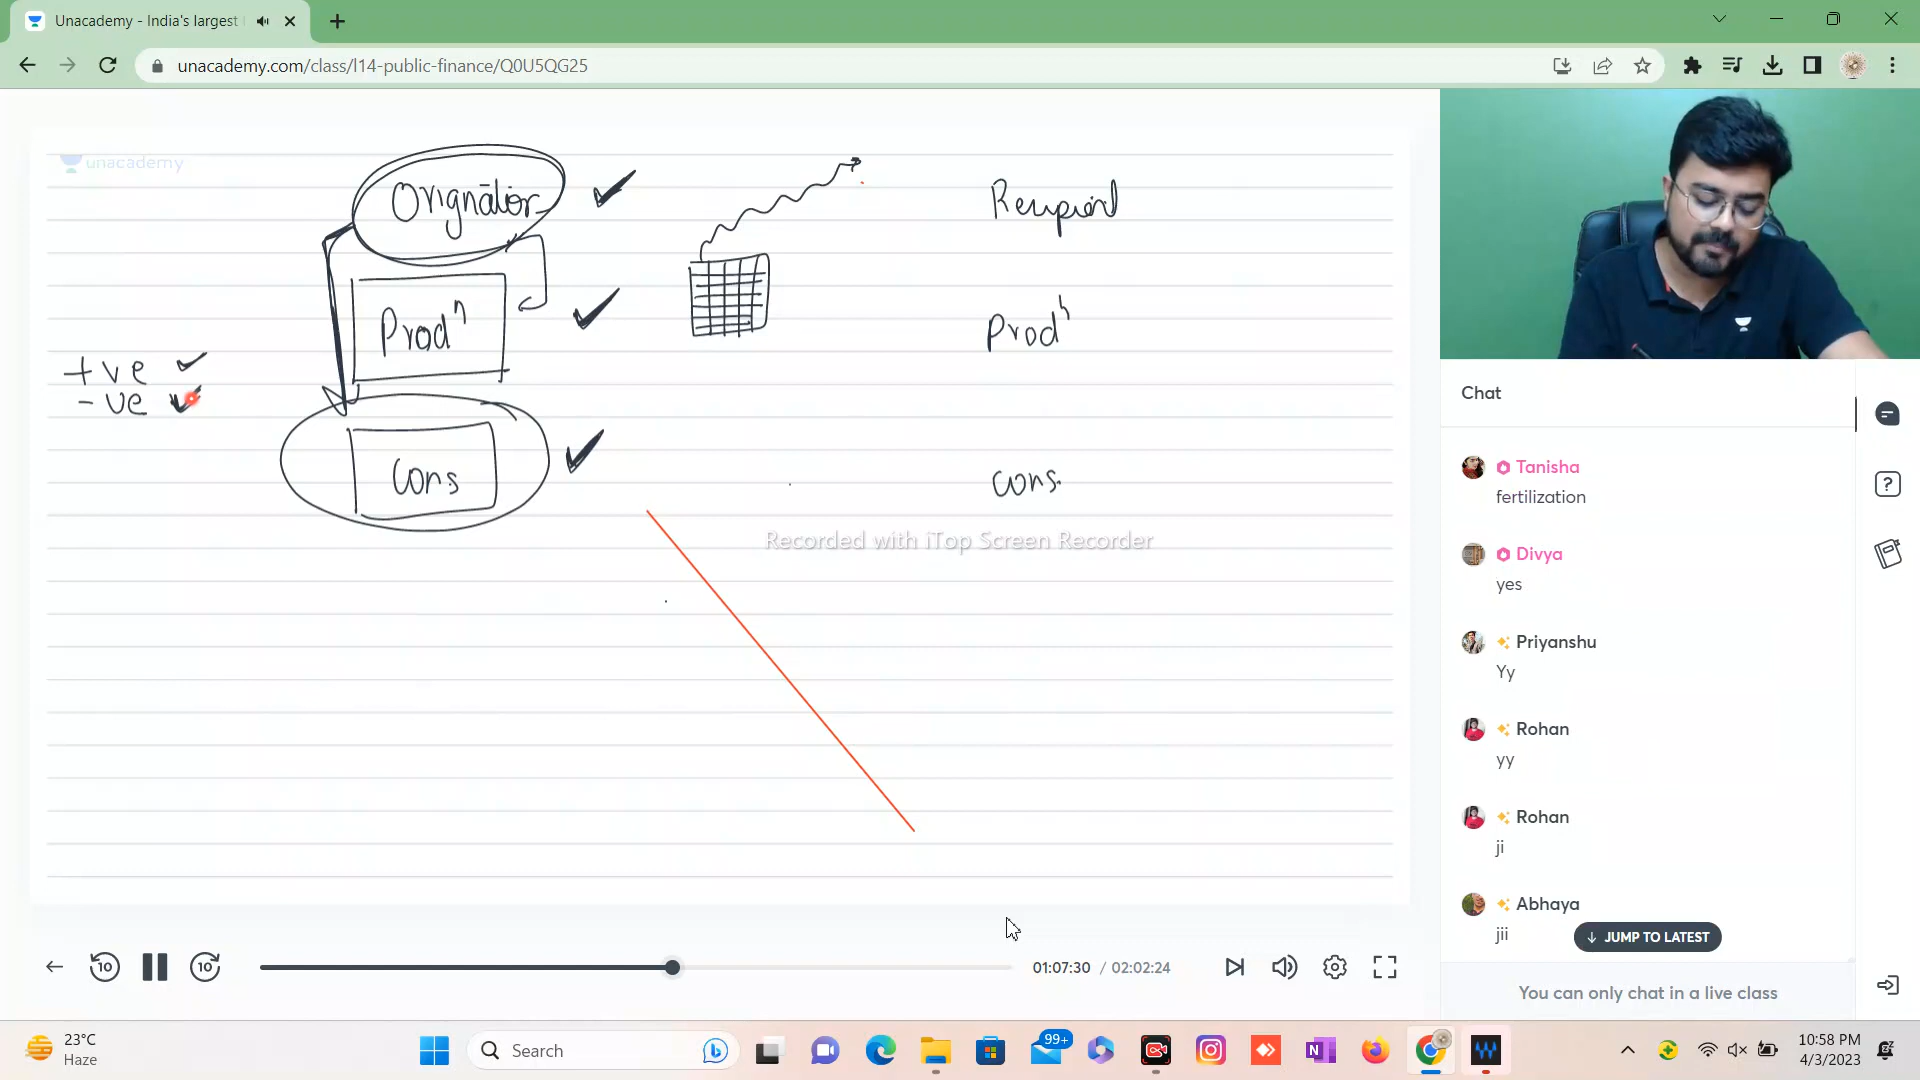 Unacademy - India's largest
unacademy.com/class/l14-public-finance/Q0U5QG25
unacademy
Orignator
Recipient
Prodⁿ
Prodⁿ
+ve
-ve
Cons
Cons.
Recorded with iTop Screen Recorder
01:07:30 / 02:02:24
Chat
Tanisha
fertilization
Divya
yes
Priyanshu
Yy
Rohan
yy
Rohan
ji
Abhaya
jii
JUMP TO LATEST
You can only chat in a live class
23°C
Haze
Search
99+
10:58 PM
4/3/2023